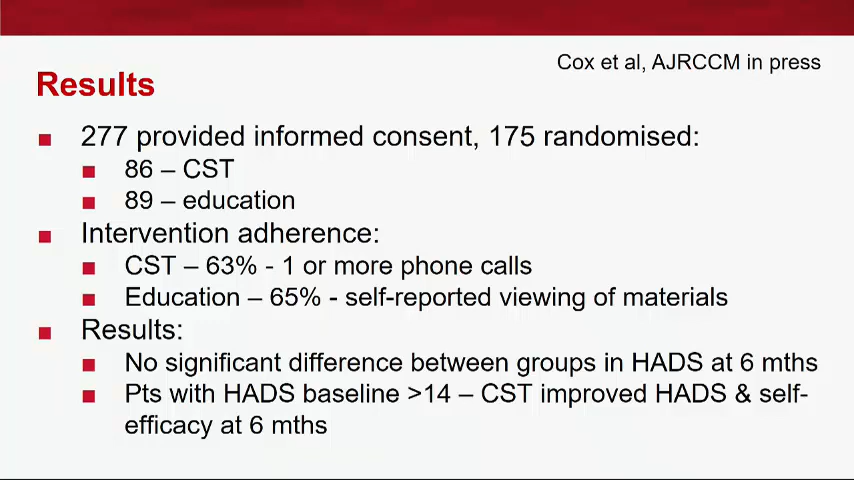 Cox et al, AJRCCM in press
Results
277 provided informed consent, 175 randomised:
86 – CST
89 – education
Intervention adherence:
CST – 63% - 1 or more phone calls
Education – 65% - self-reported viewing of materials
Results:
No significant difference between groups in HADS at 6 mths
Pts with HADS baseline >14 – CST improved HADS & self-
efficacy at 6 mths